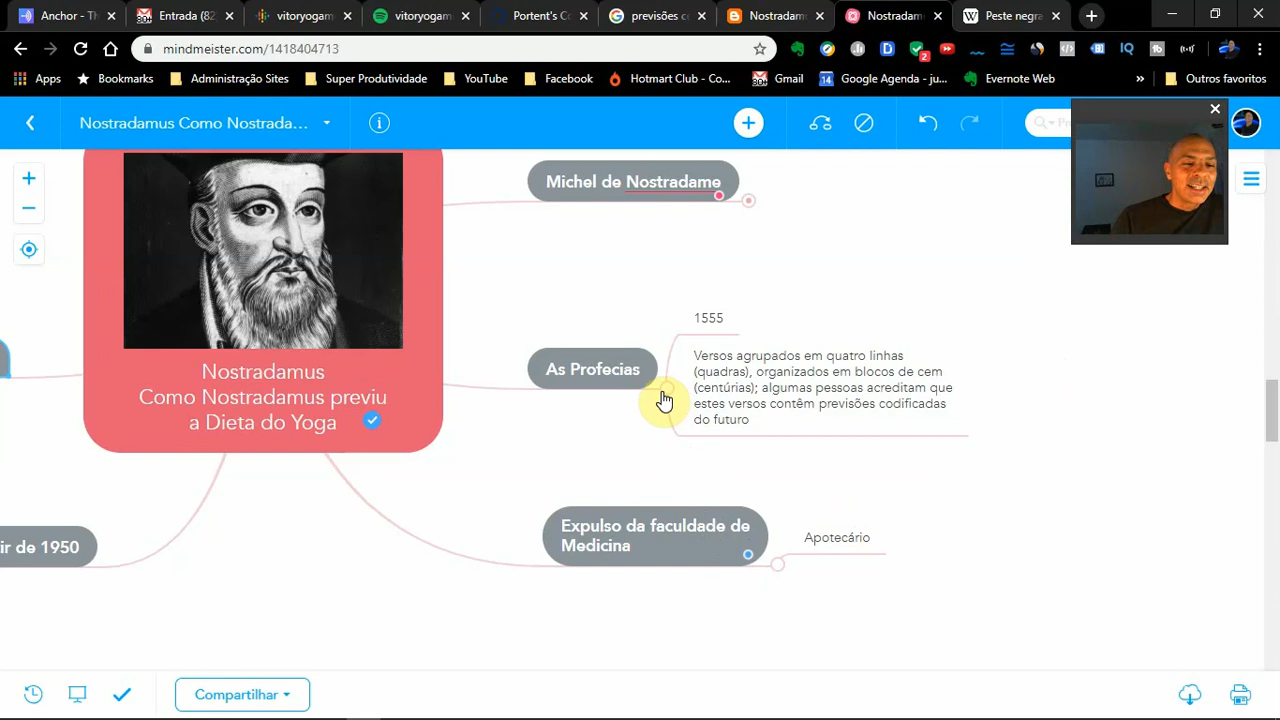 Anchor - Th
Entrada (82
vitoryoga
vitoryogam
Portent's Co
previsões c
Nostradamu
Nostradam
Peste negra
mindmeister.com/1418404713
Apps
Bookmarks
Administração Sites
Super Produtividade
YouTube
Facebook
Hotmart Club - Co...
Gmail
Google Agenda - ju...
Evernote Web
Outros favoritos
Nostradamus Como Nostrada...
Michel de Nostradame
1555
As Profecias
Versos agrupados em quatro linhas
(quadras), organizados em blocos de cem
(centúrias); algumas pessoas acreditam que
estes versos contêm previsões codificadas
do futuro
Nostradamus
Como Nostradamus previu
a Dieta do Yoga
Expulso da faculdade de
Medicina
Apotecário
ir de 1950
Compartilhar